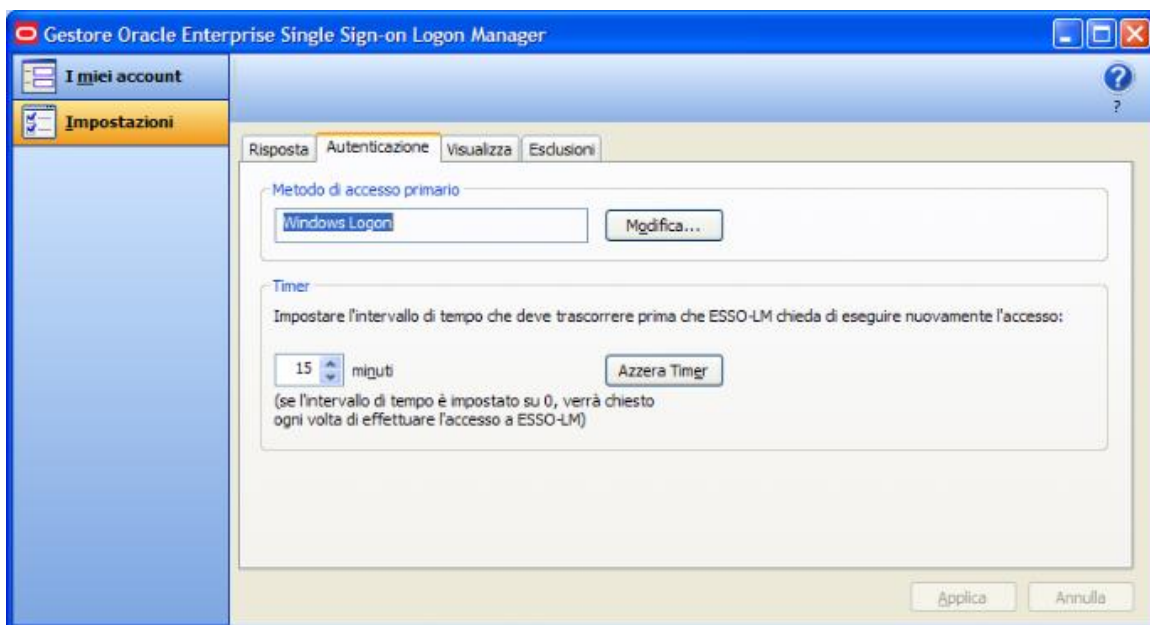 Gestore Oracle Enterprise Single Sign-on Logon Manager
I miei account
Impostazioni
?
?
Risposta Autenticazione Visualizza Esclusioni
Metodo di accesso primario
Windows Logon Modifica...
Timer
Impostare l'intervallo di tempo che deve trascorrere prima che ESSO-LM chieda di eseguire nuovamente l'accesso:
15 minuti Azzera Timer
(se l'intervallo di tempo è impostato su 0, verrà chiesto
ogni volta di effettuare l'accesso a ESSO-LM)
Applica Annulla